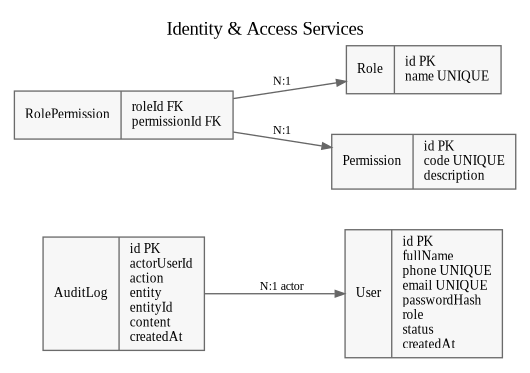 Identity & Access Services
RolePermission
roleId FK
permissionId FK
N:1
N:1
Role
id PK
name UNIQUE
Permission
id PK
code UNIQUE
description
AuditLog
id PK
actorUserId
action
entity
entityId
content
createdAt
N:1 actor
User
id PK
fullName
phone UNIQUE
email UNIQUE
passwordHash
role
status
createdAt